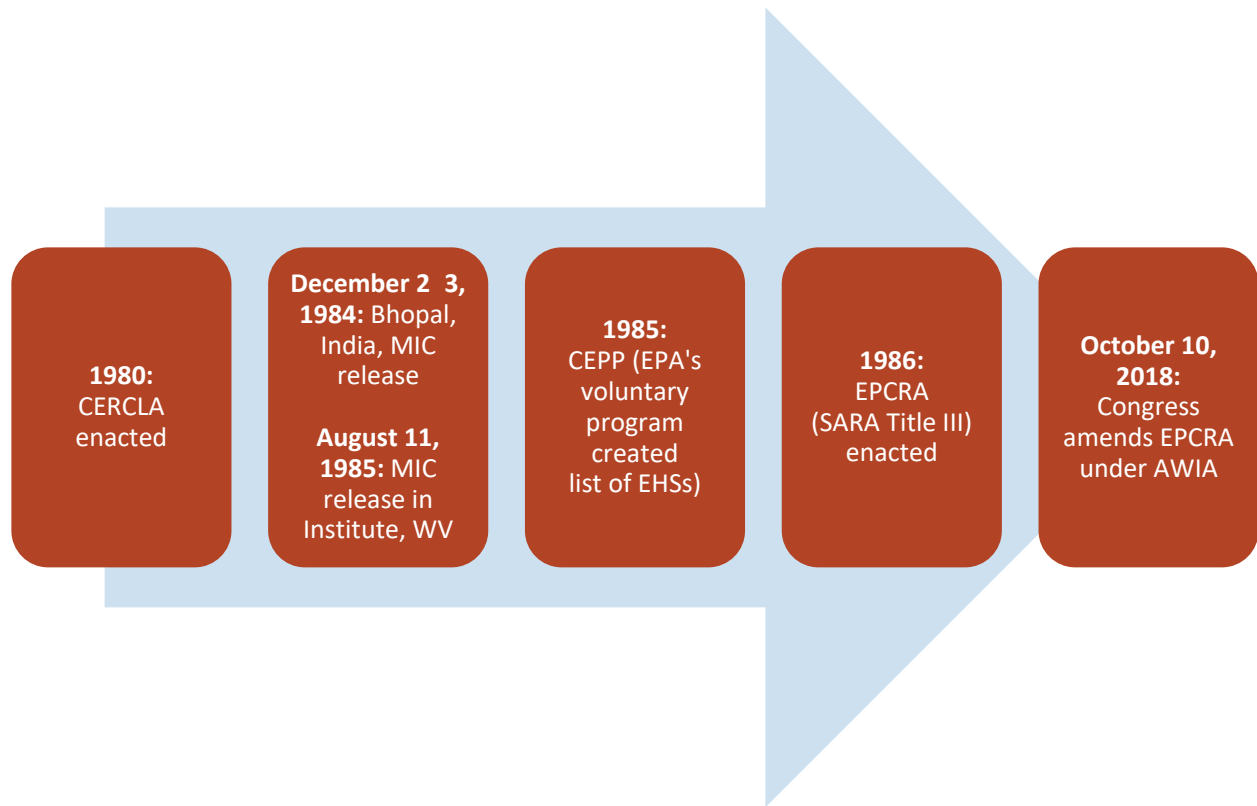 1980:
CERCLA
enacted
December 2  3,
1984: Bhopal,
India, MIC
release
August 11,
1985: MIC
release in
Institute, WV
1985:
CEPP (EPA's
voluntary
program
created
list of EHSs)
1986:
EPCRA
(SARA Title III)
enacted
October 10,
2018:
Congress
amends EPCRA
under AWIA